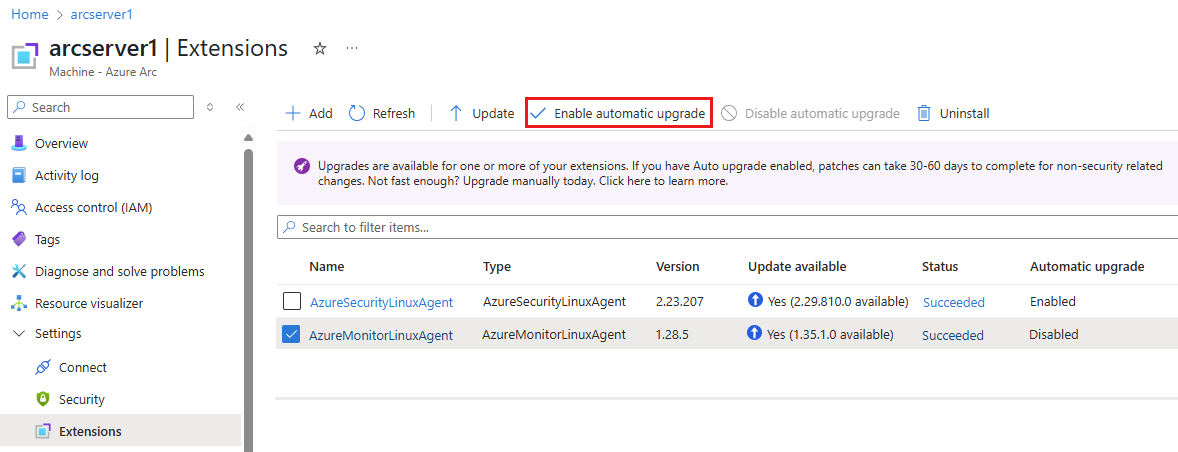 Home > arcserver1
arcserver1 | Extensions
Machine - Azure Arc
Search
Add Refresh Update Enable automatic upgrade Disable automatic upgrade Uninstall
Overview
Activity log
Access control (IAM)
Tags
Diagnose and solve problems
Resource visualizer
Settings
Connect
Security
Extensions
Upgrades are available for one or more of your extensions. If you have Auto upgrade enabled, patches can take 30-60 days to complete for non-security related
changes. Not fast enough? Upgrade manually today. Click here to learn more.
Search to filter items...
Name Type Version Update available Status Automatic upgrade
AzureSecurityLinuxAgent AzureSecurityLinuxAgent 2.23.207 Yes (2.29.810.0 available) Succeeded Enabled
AzureMonitorLinuxAgent AzureMonitorLinuxAgent 1.28.5 Yes (1.35.1.0 available) Succeeded Disabled